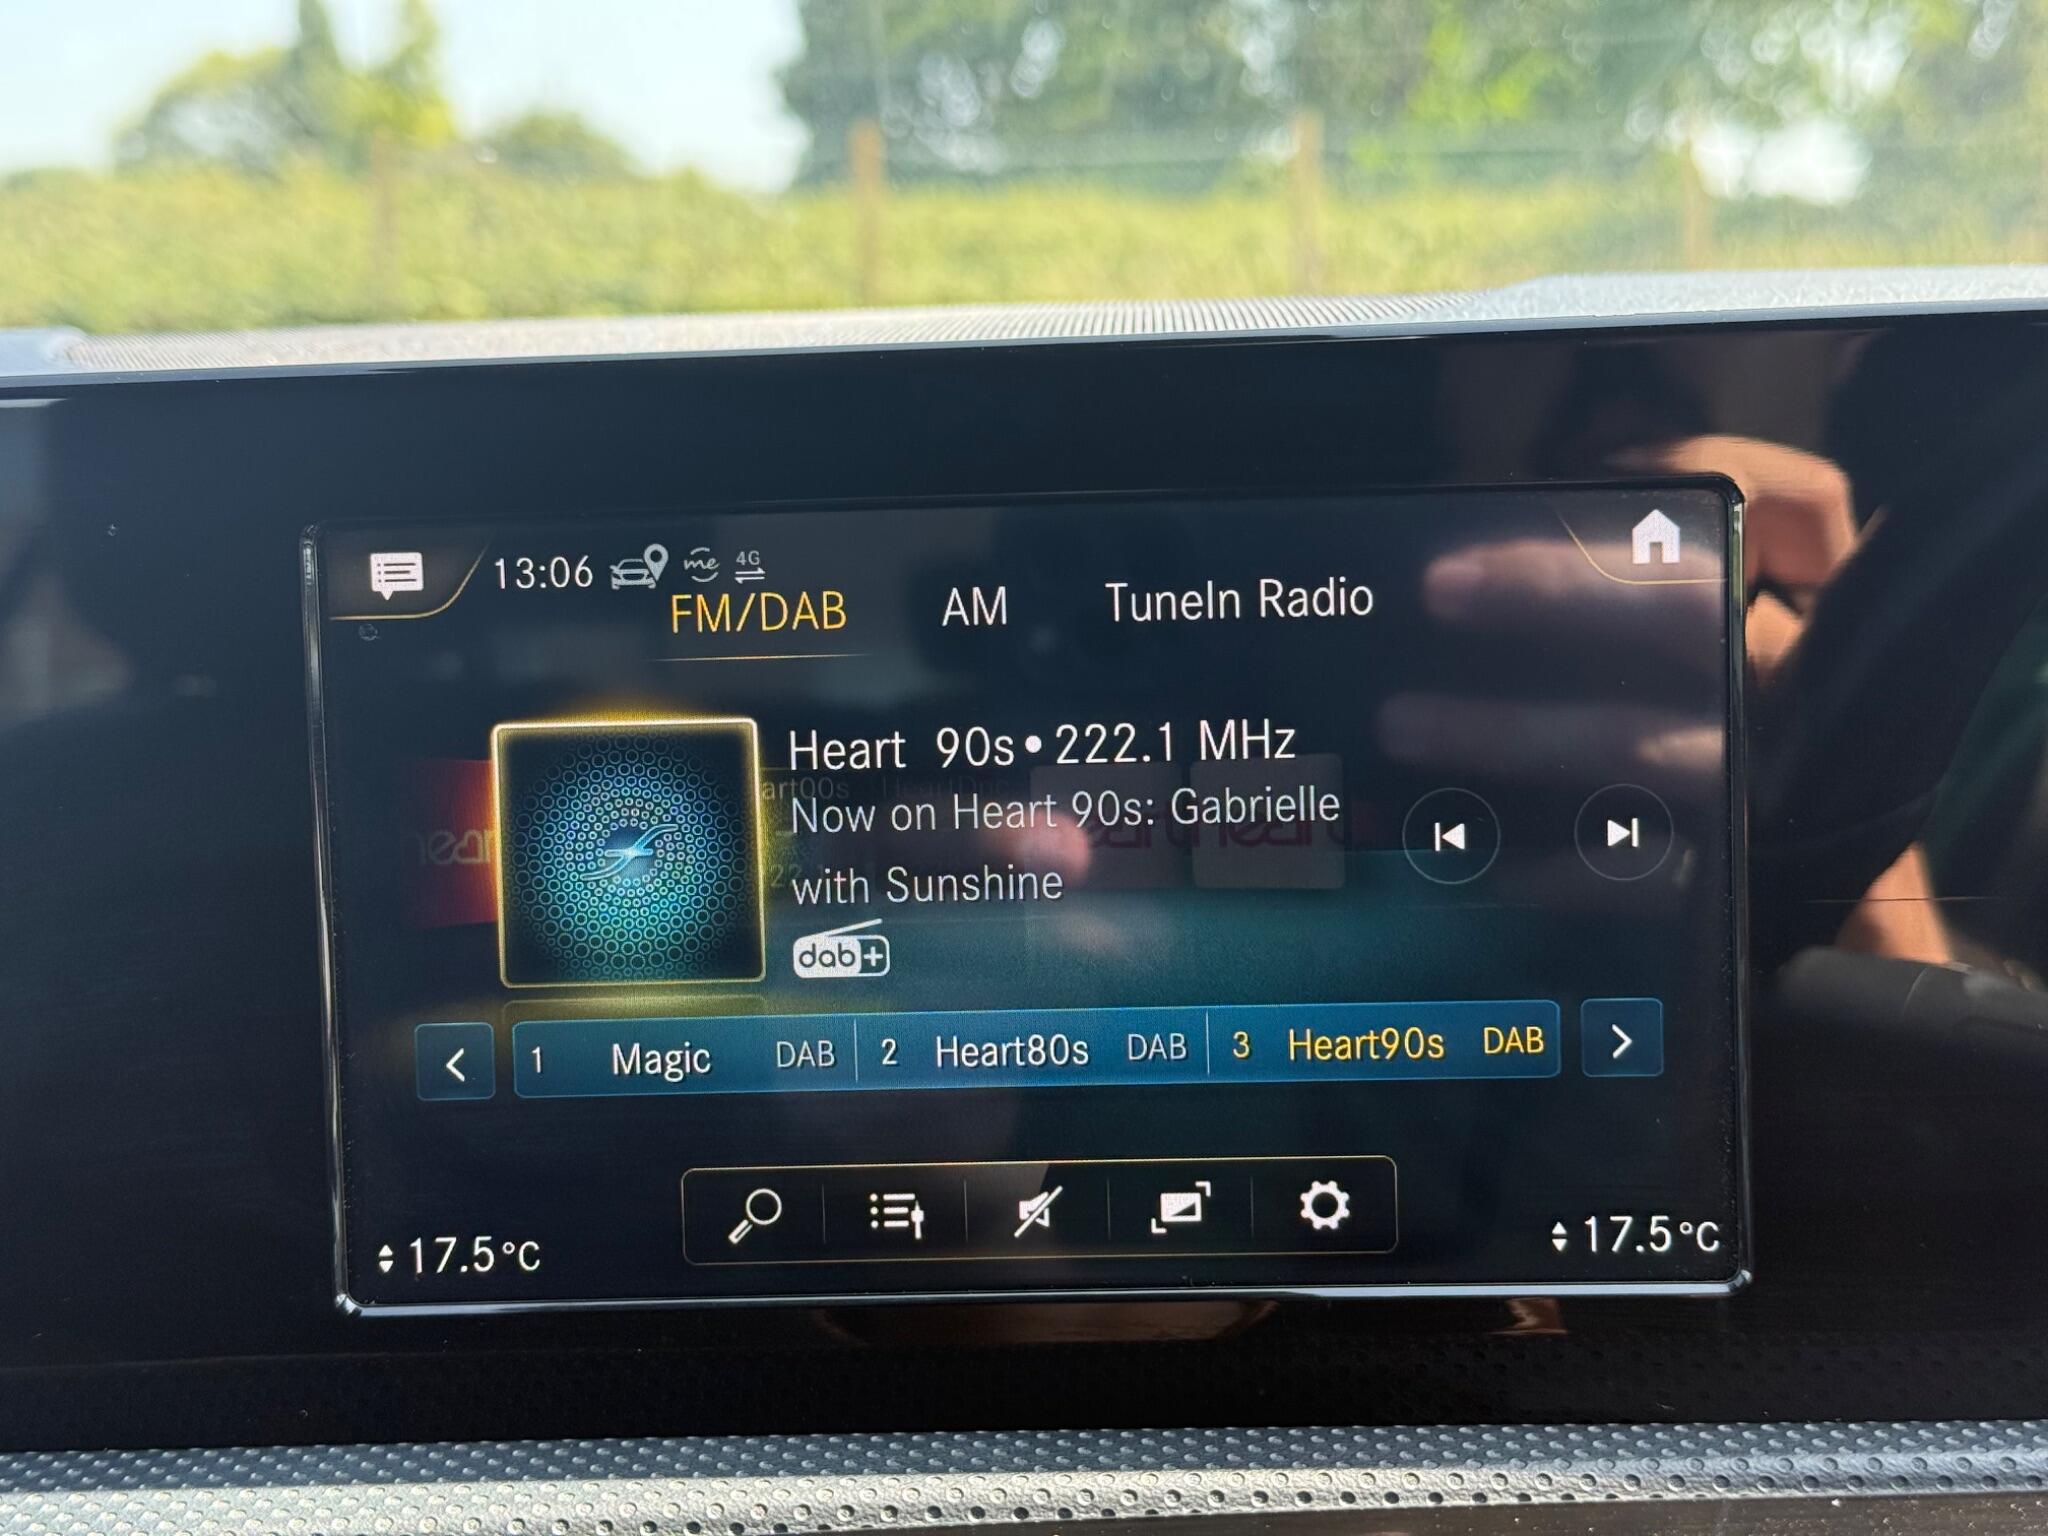 13:06 me 4G
FM/DAB AM TuneIn Radio
Heart 90s•222.1 MHz
Now on Heart 90s: Gabrielle
with Sunshine
dab+
1 Magic DAB 2 Heart80s DAB 3 Heart90s DAB
17.5°C 17.5°C